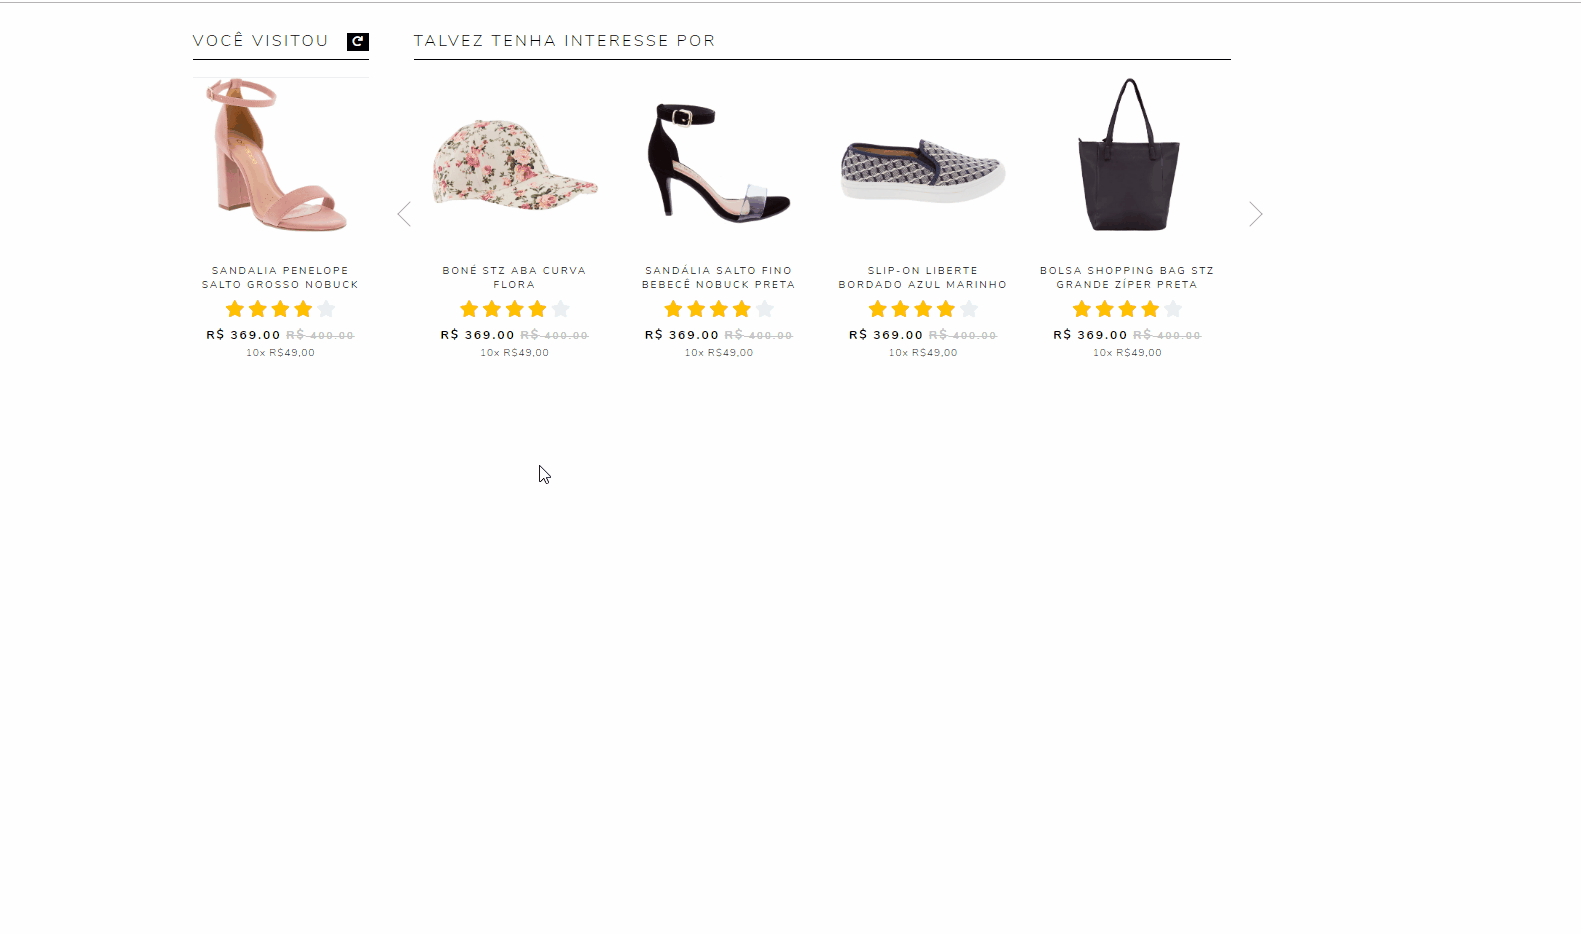 VOCÊ VISITOU
TALVEZ TENHA INTERESSE POR
SANDALIA PENELOPE
SALTO GROSSO NOBUCK
R$ 369.00 R$ 400.00
10x R$49,00
BONÉ STZ ABA CURVA
FLORA
R$ 369.00 R$ 400.00
10x R$49,00
SANDÁLIA SALTO FINO
BEBECÊ NOBUCK PRETA
R$ 369.00 R$ 400.00
10x R$49,00
SLIP-ON LIBERTE
BORDADO AZUL MARINHO
R$ 369.00 R$ 400.00
10x R$49,00
BOLSA SHOPPING BAG STZ
GRANDE ZÍPER PRETA
R$ 369.00 R$ 400.00
10x R$49,00